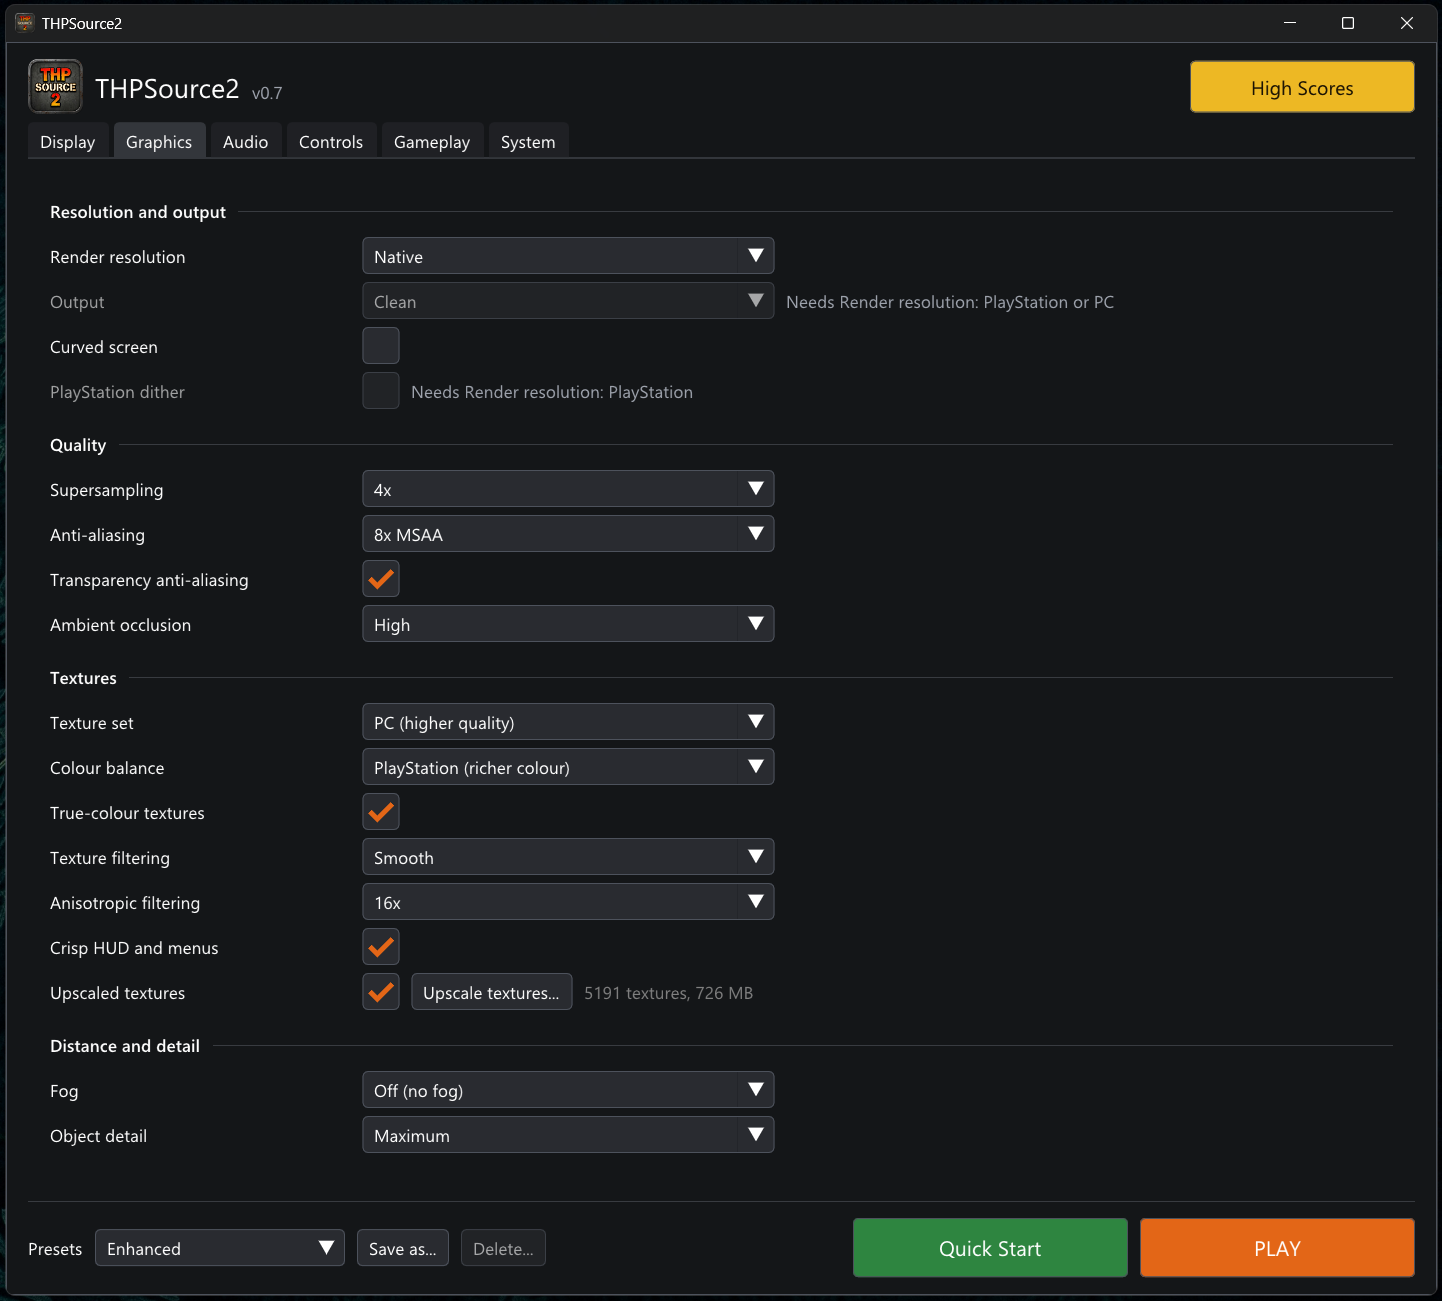 THPSource2
THP
SOURCE
2
THPSource2 v0.7
High Scores
Display Graphics Audio Controls Gameplay System
Resolution and output
Render resolution Native
Output Clean Needs Render resolution: PlayStation or PC
Curved screen
PlayStation dither Needs Render resolution: PlayStation
Quality
Supersampling 4x
Anti-aliasing 8x MSAA
Transparency anti-aliasing
Ambient occlusion High
Textures
Texture set PC (higher quality)
Colour balance PlayStation (richer colour)
True-colour textures
Texture filtering Smooth
Anisotropic filtering 16x
Crisp HUD and menus
Upscaled textures Upscale textures... 5191 textures, 726 MB
Distance and detail
Fog Off (no fog)
Object detail Maximum
Presets Enhanced Save as... Delete... Quick Start PLAY